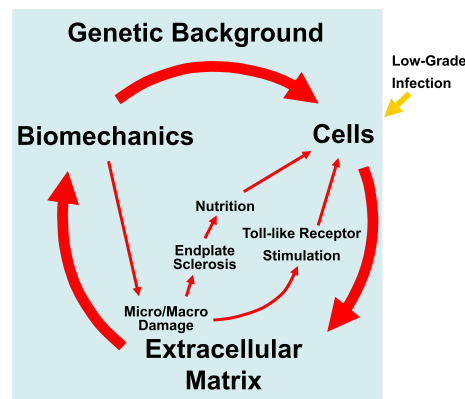 Genetic Background
Low-Grade
Infection
Biomechanics
Cells
Nutrition
Toll-like Receptor
Stimulation
Endplate
Sclerosis
Micro/Macro
Damage
Extracellular
Matrix